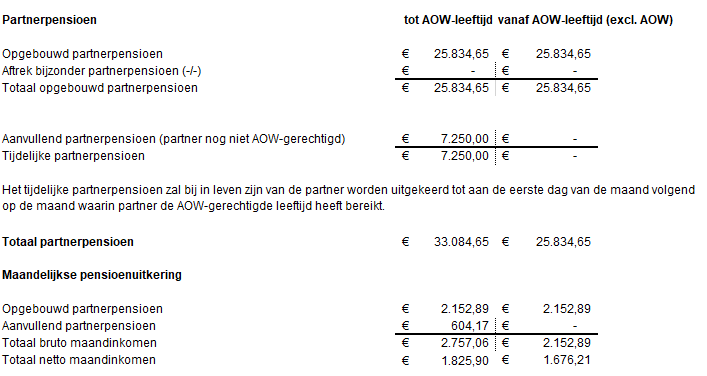 Partnerpensioen tot AOW-leeftijd vanaf AOW-leeftijd (excl. AOW)
Opgebouwd partnerpensioen € 25.834,65 € 25.834,65
Aftrek bijzonder partnerpensioen (-/-) € - € -
Totaal opgebouwd partnerpensioen € 25.834,65 € 25.834,65
Aanvullend partnerpensioen (partner nog niet AOW-gerechtigd) € 7.250,00 € -
Tijdelijke partnerpensioen € 7.250,00 € -
Het tijdelijke partnerpensioen zal bij in leven zijn van de partner worden uitgekeerd tot aan de eerste dag van de maand volgend
op de maand waarin partner de AOW-gerechtigde leeftijd heeft bereikt.
Totaal partnerpensioen € 33.084,65 € 25.834,65
Maandelijkse pensioenuitkering
Opgebouwd partnerpensioen € 2.152,89 € 2.152,89
Aanvullend partnerpensioen € 604,17 € -
Totaal bruto maandinkomen € 2.757,06 € 2.152,89
Totaal netto maandinkomen € 1.825,90 € 1.676,21